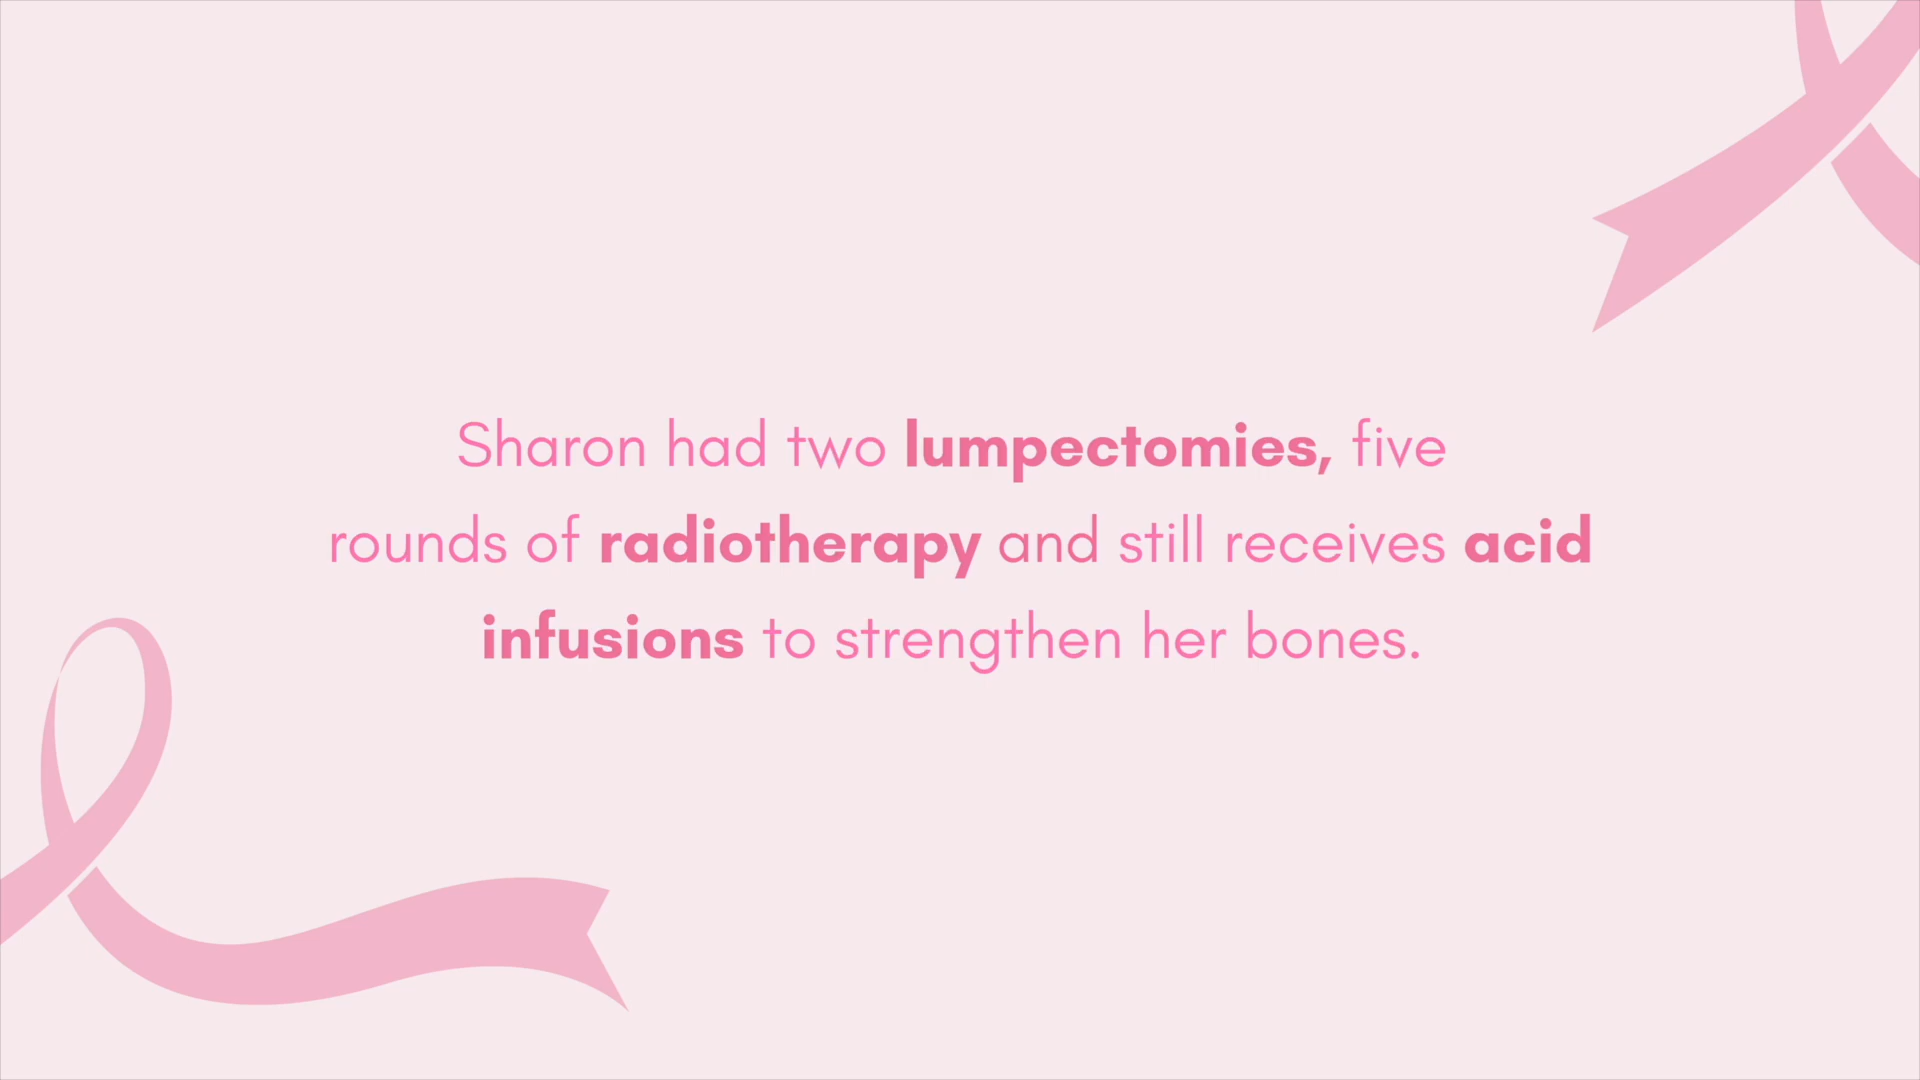 Sharon had two lumpectomies, five
rounds of radiotherapy and still receives acid
infusions to strengthen her bones.